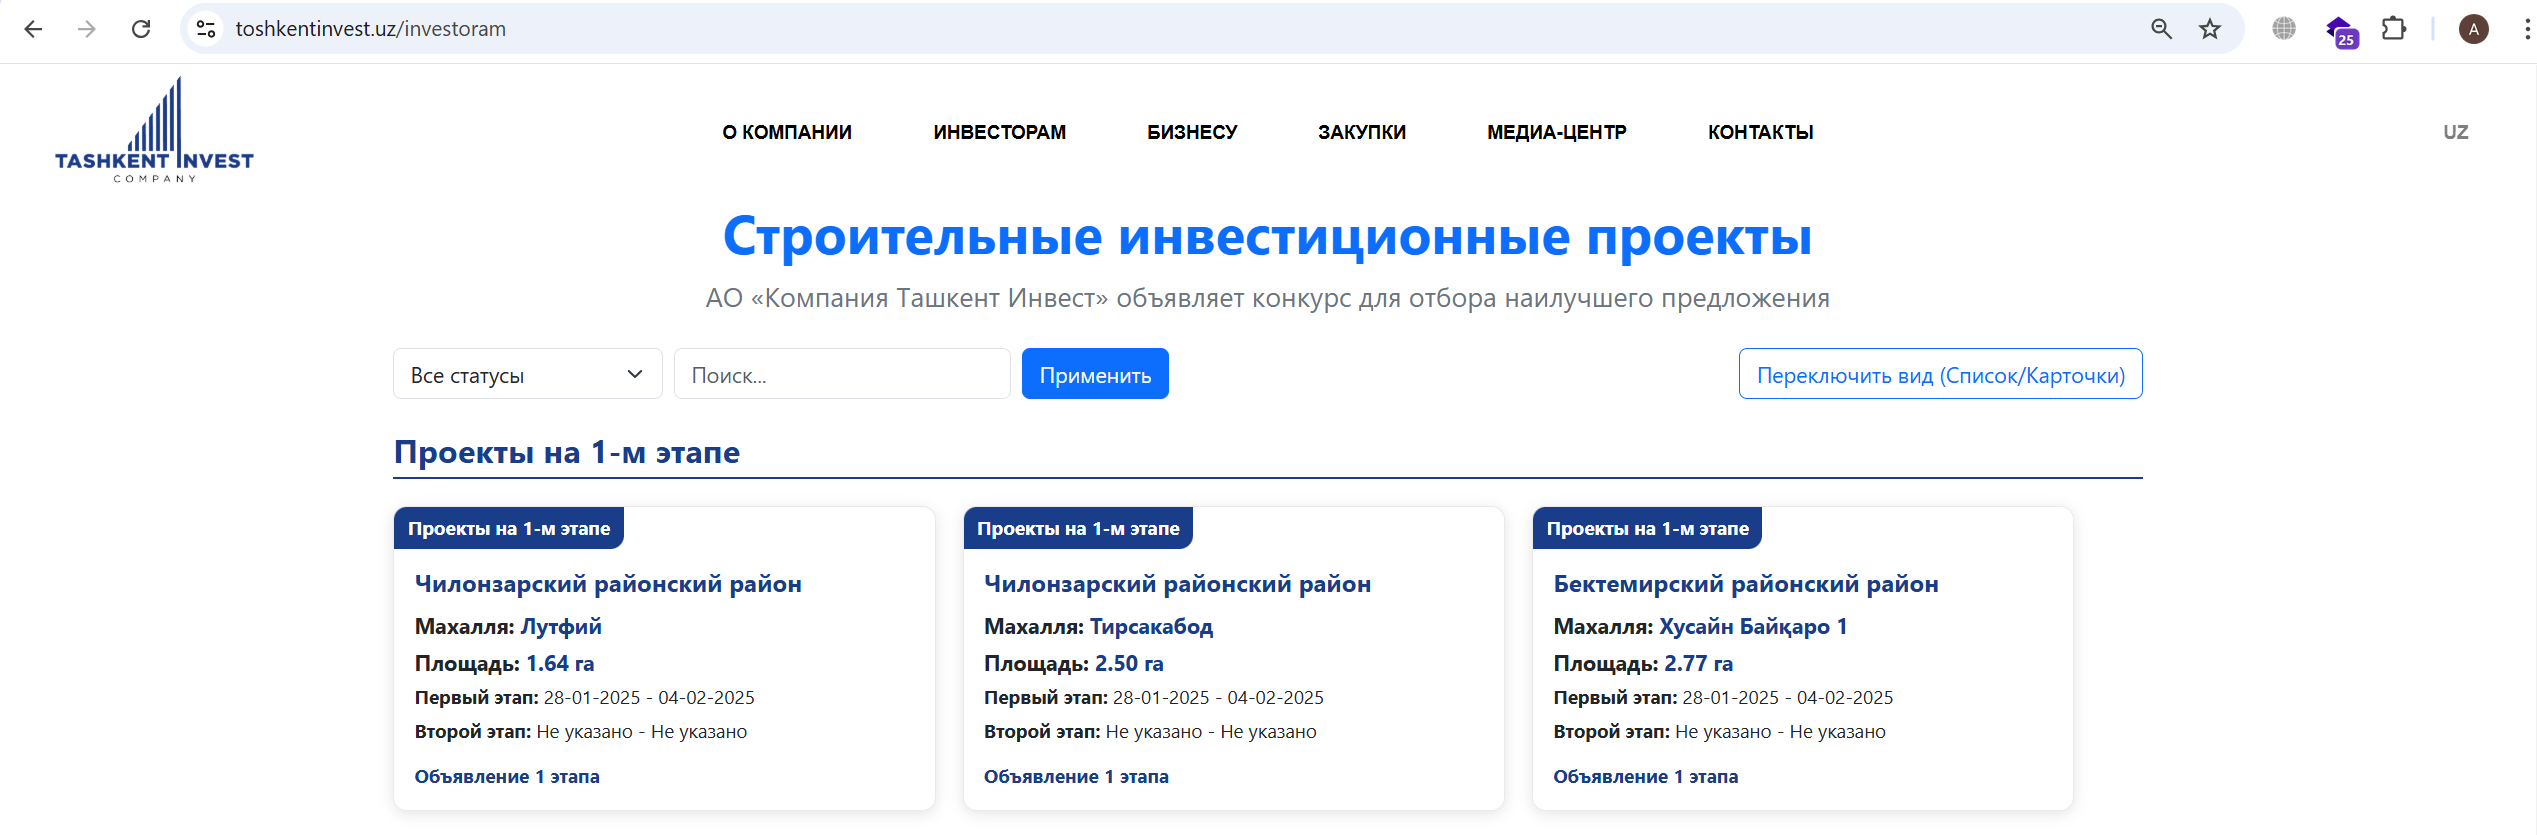 toshkentinvest.uz/investoram
25
A
TASHKENT INVEST
COMPANY
О КОМПАНИИ
ИНВЕСТОРАМ
БИЗНЕСУ
ЗАКУПКИ
МЕДИА-ЦЕНТР
КОНТАКТЫ
UZ
Строительные инвестиционные проекты
АО «Компания Ташкент Инвест» объявляет конкурс для отбора наилучшего предложения
Все статусы
Поиск...
Применить
Переключить вид (Список/Карточки)
Проекты на 1-м этапе
Проекты на 1-м этапе
Чилонзарский районский район
Махалля: Лутфий
Площадь: 1.64 га
Первый этап: 28-01-2025 - 04-02-2025
Второй этап: Не указано - Не указано
Объявление 1 этапа
Проекты на 1-м этапе
Чилонзарский районский район
Махалля: Тирсакабод
Площадь: 2.50 га
Первый этап: 28-01-2025 - 04-02-2025
Второй этап: Не указано - Не указано
Объявление 1 этапа
Проекты на 1-м этапе
Бектемирский районский район
Махалля: Хусайн Байқаро 1
Площадь: 2.77 га
Первый этап: 28-01-2025 - 04-02-2025
Второй этап: Не указано - Не указано
Объявление 1 этапа